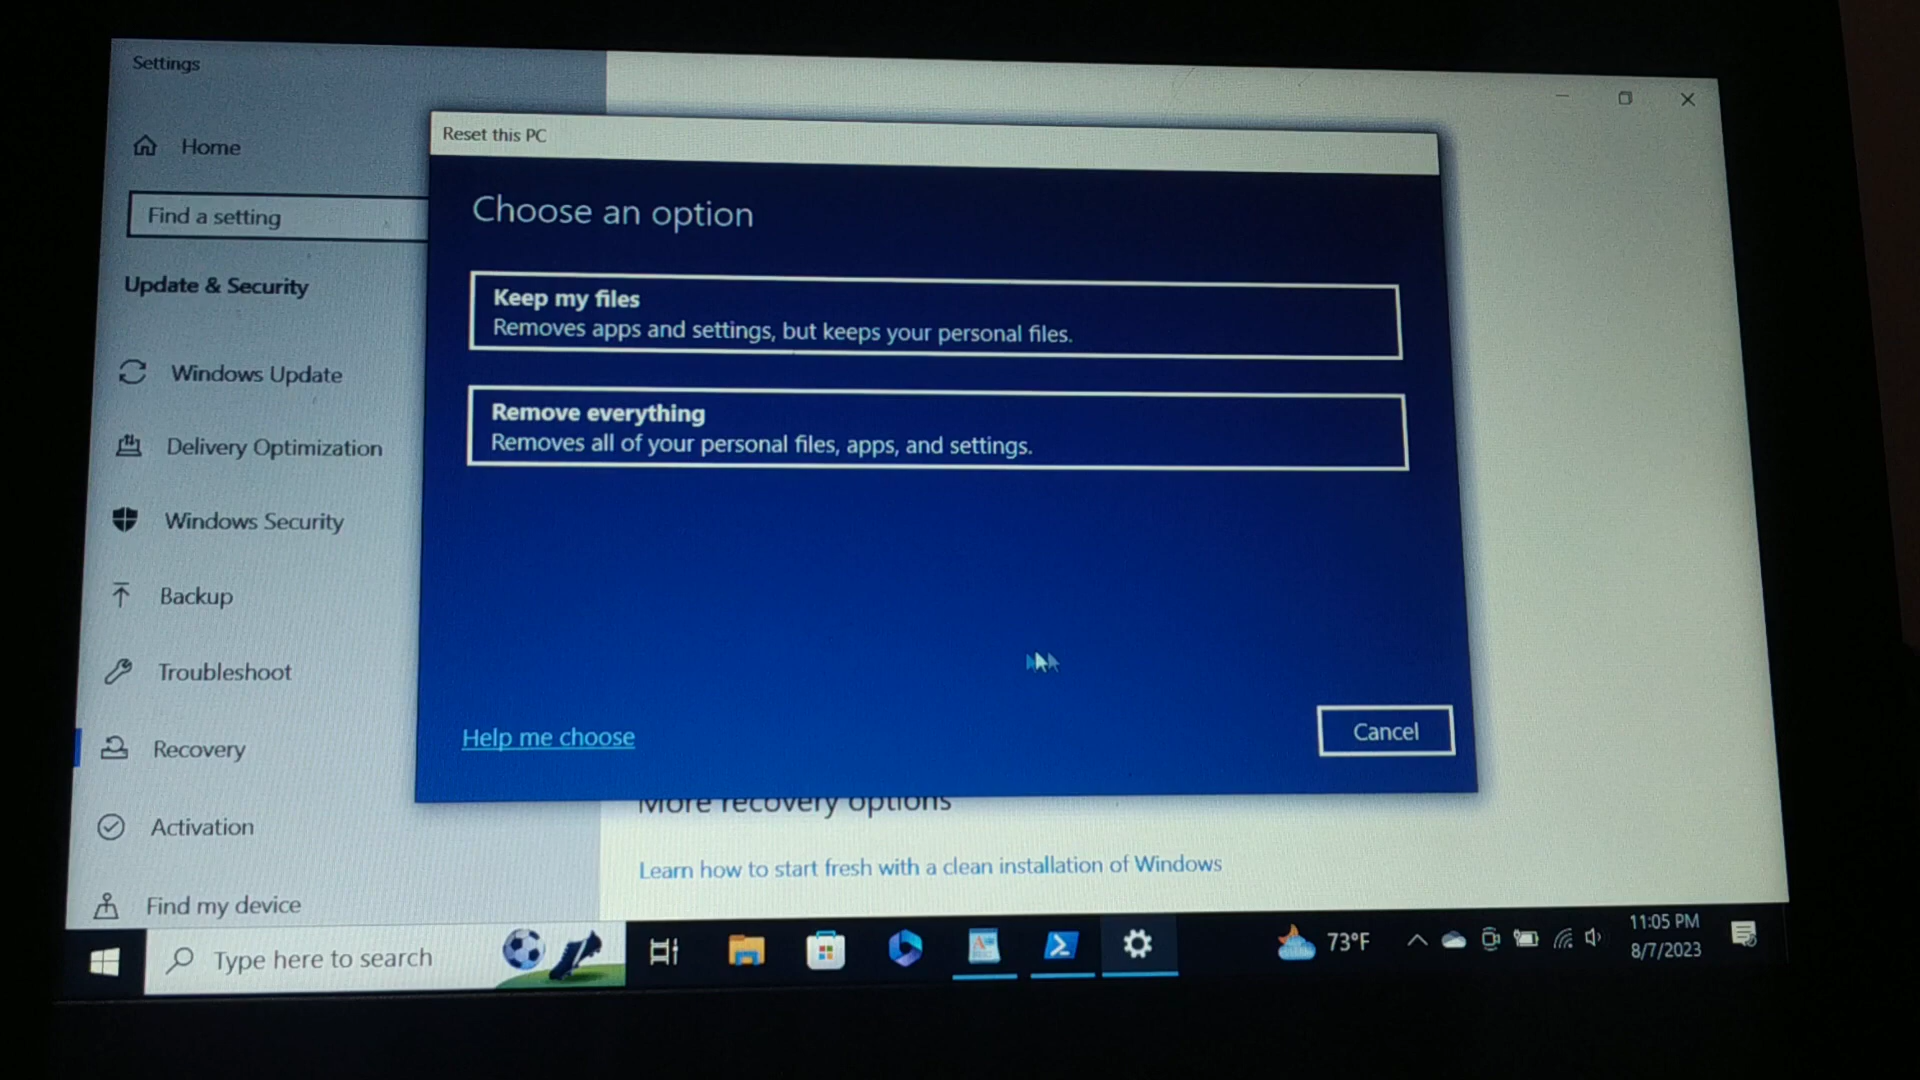 Settings
Home
Find a setting
Update & Security
Windows Update
Delivery Optimization
Windows Security
Backup
Troubleshoot
Recovery
Activation
Find my device
Reset this PC
Choose an option
Keep my files
Removes apps and settings, but keeps your personal files.
Remove everything
Removes all of your personal files, apps, and settings.
Help me choose
Cancel
More recovery options
Learn how to start fresh with a clean installation of Windows
Type here to search
73°F
11:05 PM
8/7/2023